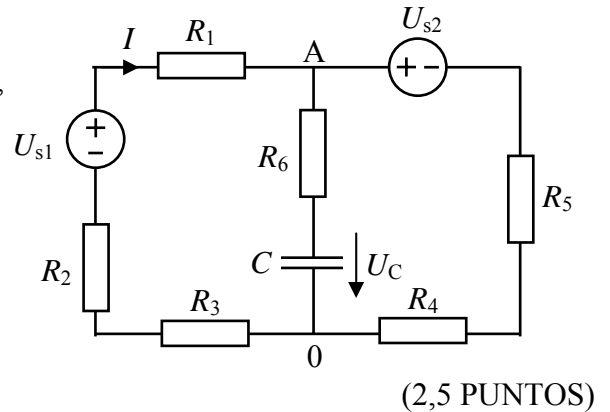 I
R1
A
Us2
+ −
,
+
Us1
−
R6
R5
R2
C
UC
R3
R4
0
(2,5 PUNTOS)